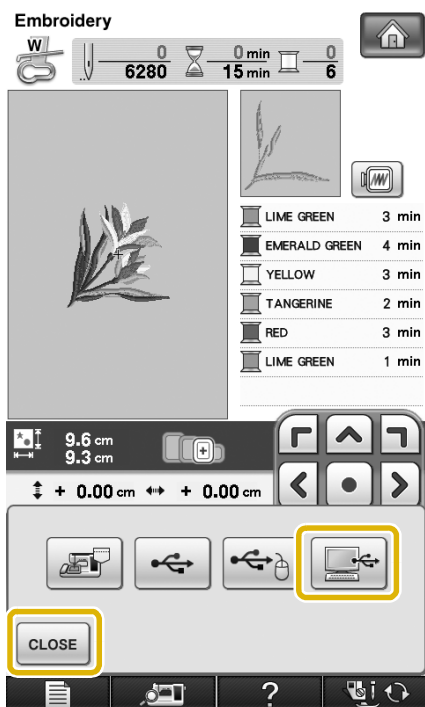 Embroidery
W
0 0 min 0
6280 15 min 6
LIME GREEN 3 min
EMERALD GREEN 4 min
YELLOW 3 min
TANGERINE 2 min
RED 3 min
LIME GREEN 1 min
9.6 cm
9.3 cm
+ 0.00 cm + 0.00 cm
CLOSE
?